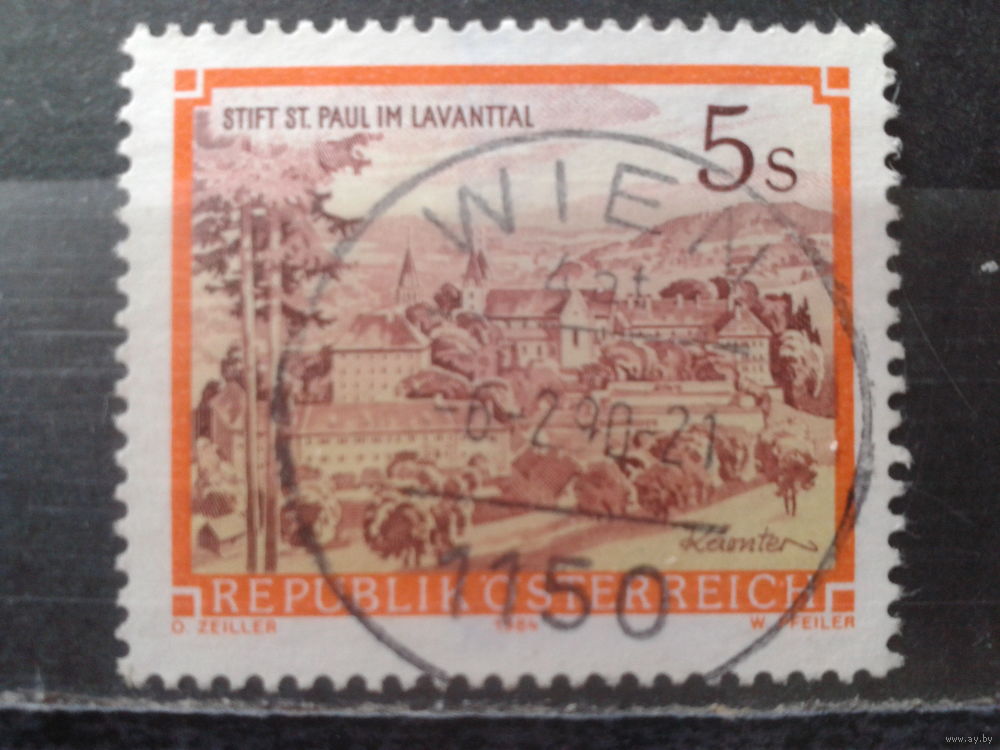 STIFT ST. PAUL IM LAVANTTAL
5 S
WIEN
-6-2.90-21
Kärnten
1150
REPUBLIK ÖSTERREICH
O. ZEILLER 1984 W. PFEILER
www.ay.by